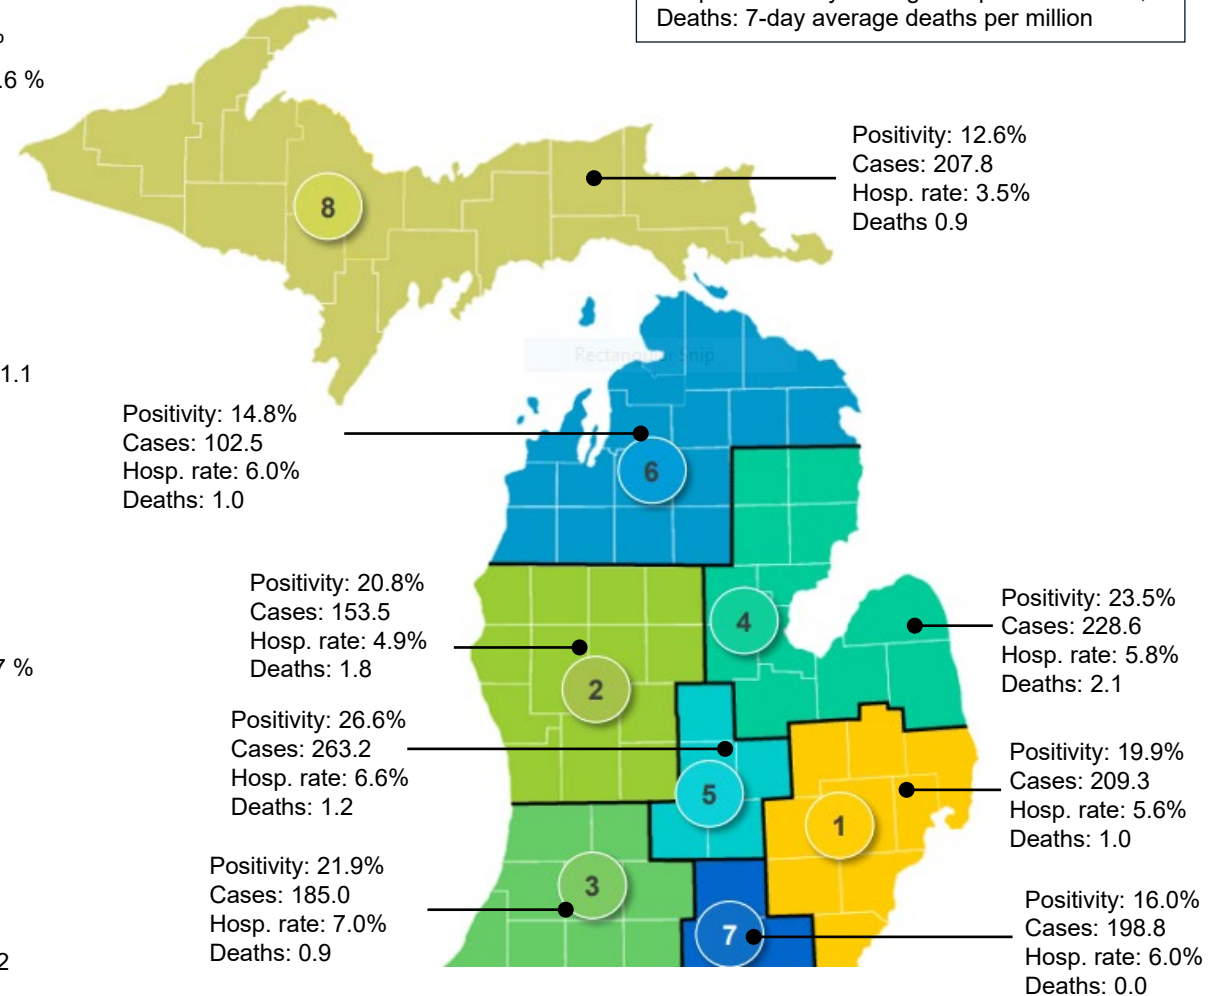 Deaths: 7-day average deaths per million
%
.6 %
Positivity: 12.6%
Cases: 207.8
Hosp. rate: 3.5%
Deaths 0.9
8
Rectangular Snip
1.1
Positivity: 14.8%
Cases: 102.5
Hosp. rate: 6.0%
Deaths: 1.0
6
Positivity: 20.8%
Cases: 153.5
Hosp. rate: 4.9%
Deaths: 1.8
2
4
Positivity: 23.5%
Cases: 228.6
Hosp. rate: 5.8%
Deaths: 2.1
7 %
Positivity: 26.6%
Cases: 263.2
Hosp. rate: 6.6%
Deaths: 1.2
5
Positivity: 19.9%
Cases: 209.3
Hosp. rate: 5.6%
Deaths: 1.0
1
Positivity: 21.9%
Cases: 185.0
Hosp. rate: 7.0%
Deaths: 0.9
3
7
Positivity: 16.0%
Cases: 198.8
Hosp. rate: 6.0%
Deaths: 0.0
2